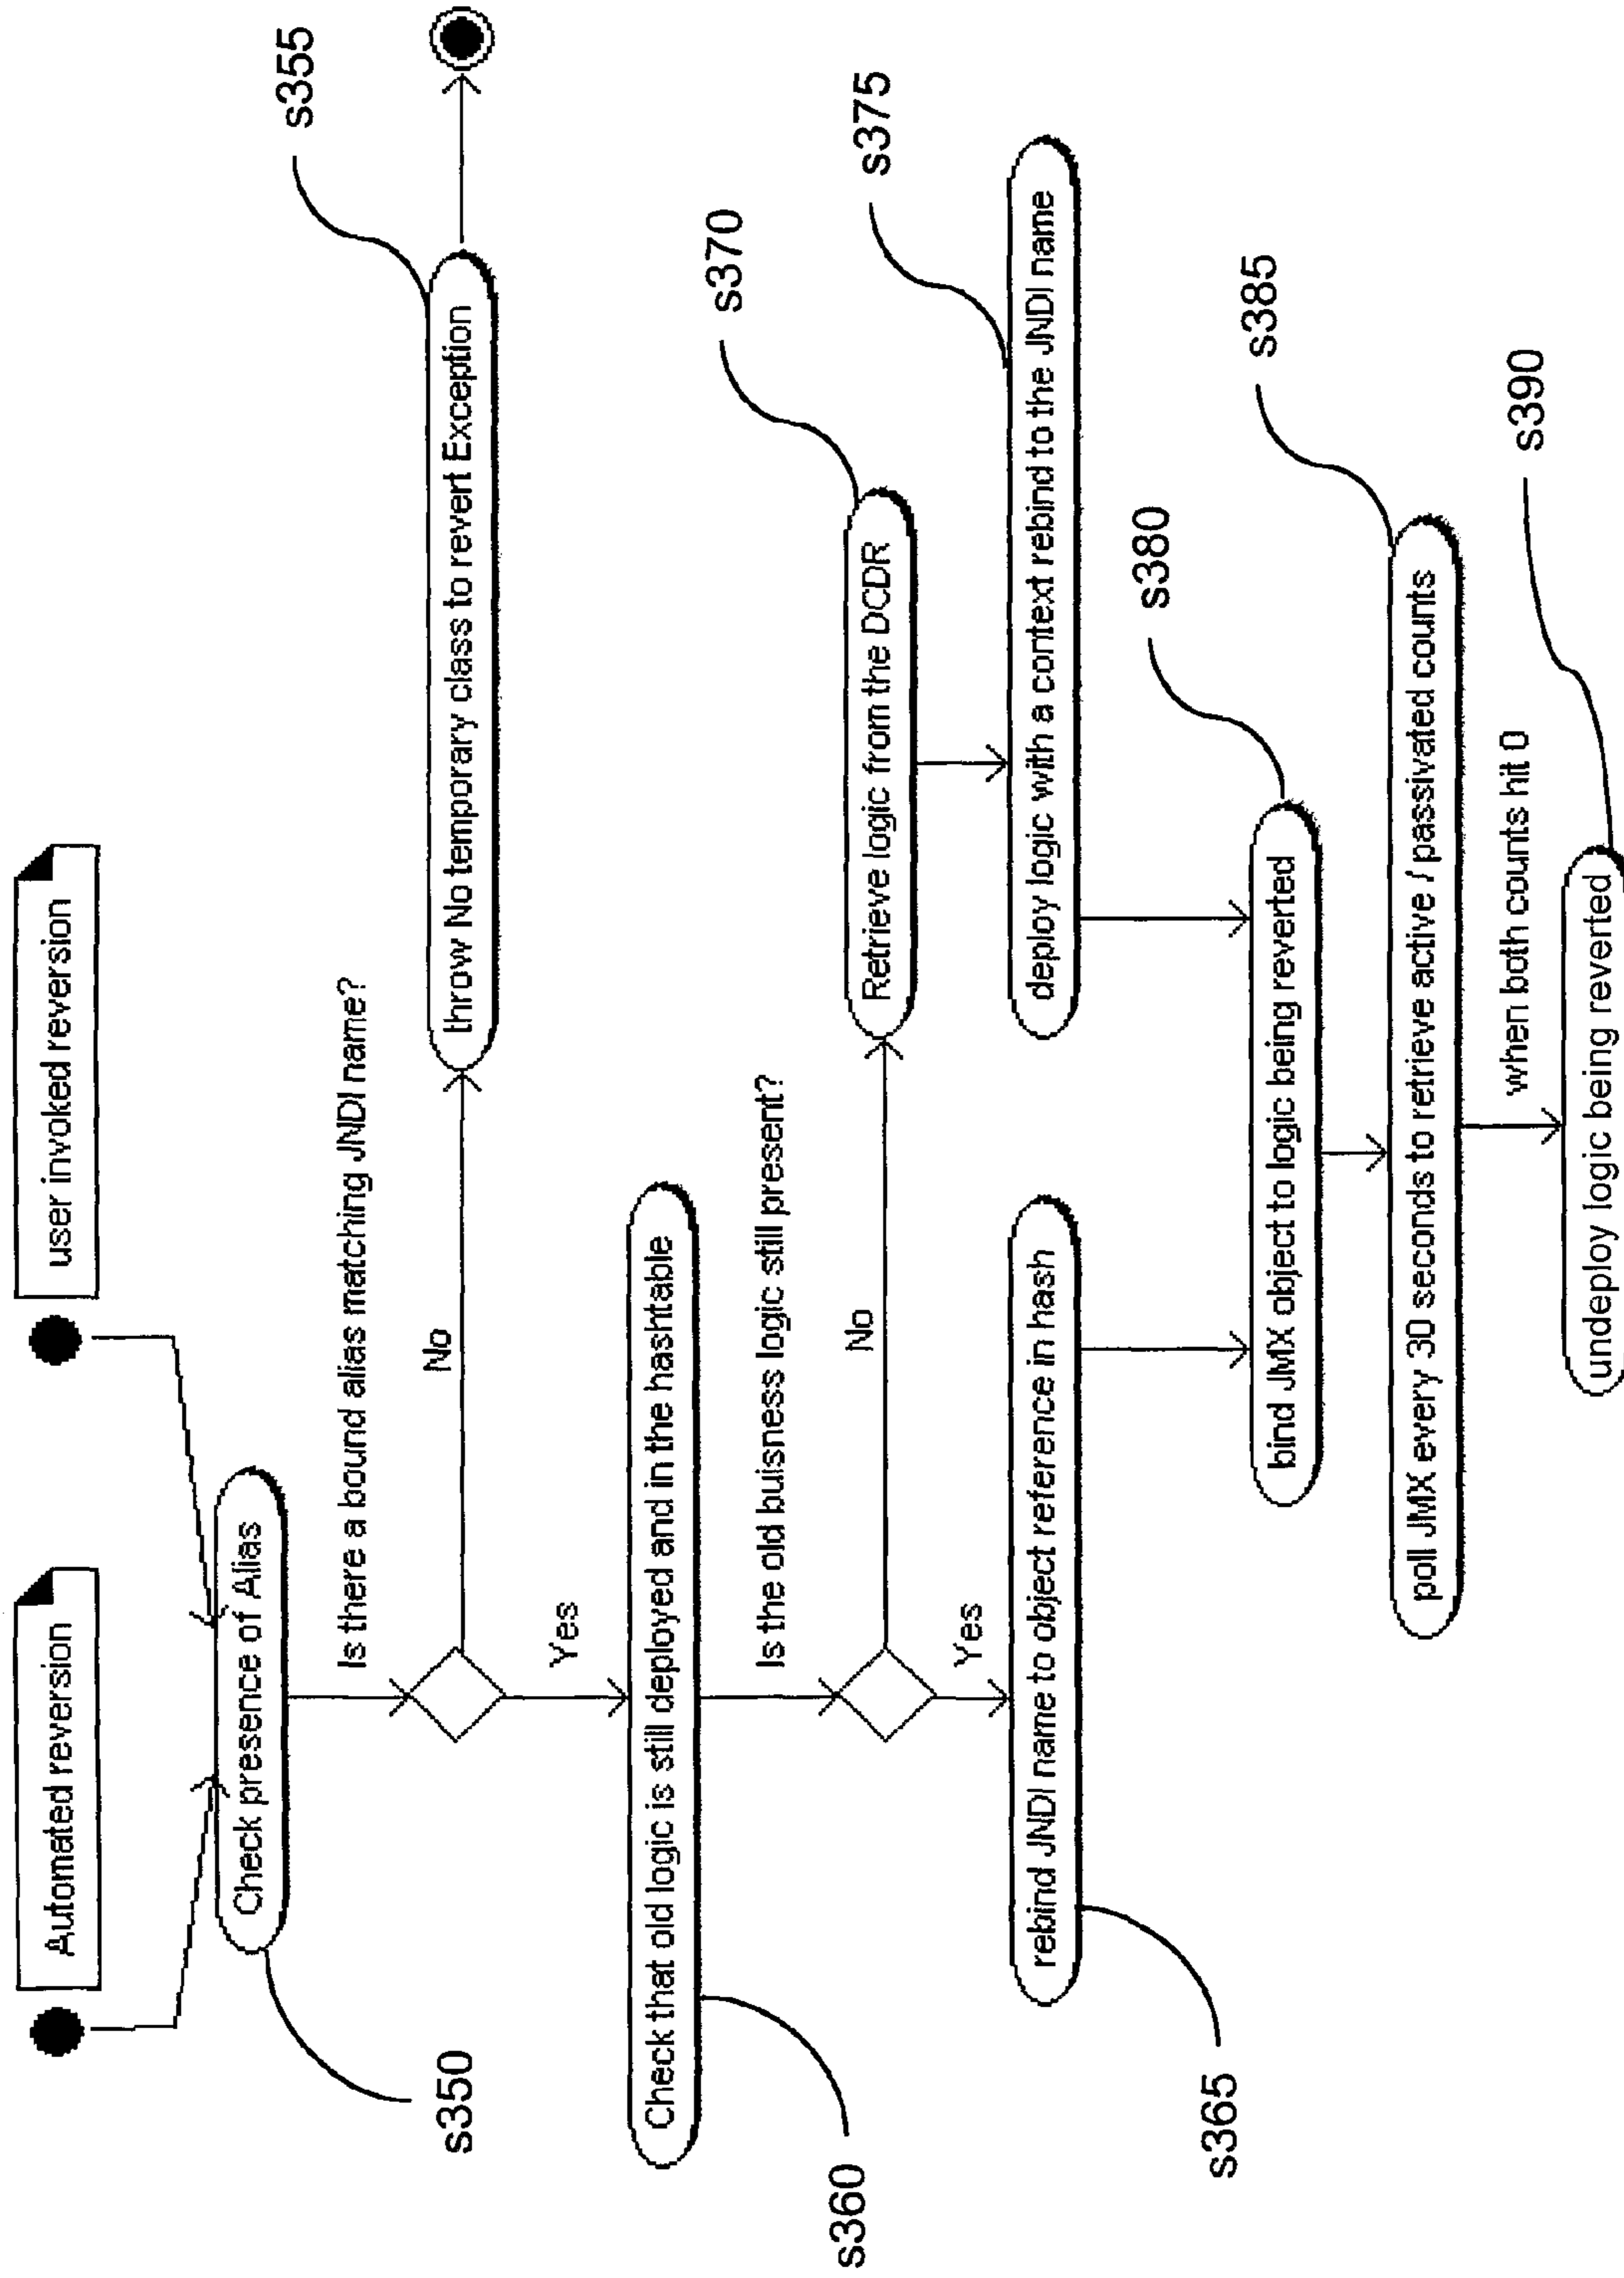 Automated reversion
user invoked reversion
Check presence of Alias
s350
Is there a bound alias matching JNDI name?
No
throw No temporary class to revert Exception
s355
Yes
Check that old logic is still deployed and in the hashtable
s360
Is the old buisness logic still present?
No
Retrieve logic from the DCDR
s370
Yes
rebind JNDI name to object reference in hash
s365
deploy logic with a context rebind to the JNDI name
s375
bind JMX object to logic being reverted
s380
poll JMX every 30 seconds to retrieve active / passivated counts
s385
when both counts hit 0
undeploy logic being reverted
s390